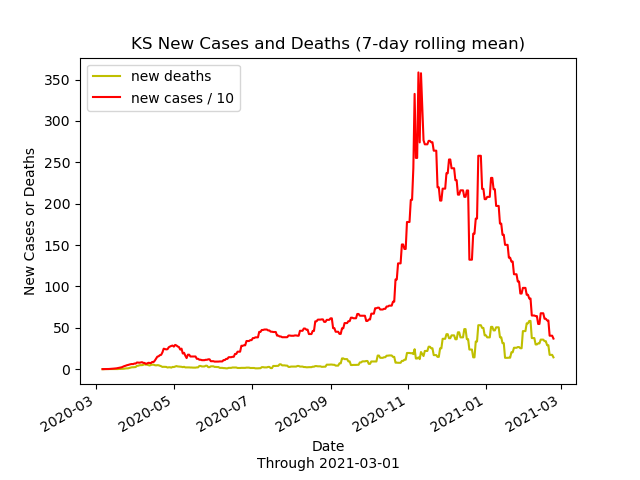 KS New Cases and Deaths (7-day rolling mean)
new deaths
new cases / 10
350
300
250
200
150
100
50
0
New Cases or Deaths
2020-03
2020-05
2020-07
2020-09
2020-11
2021-01
2021-03
Date
Through 2021-03-01